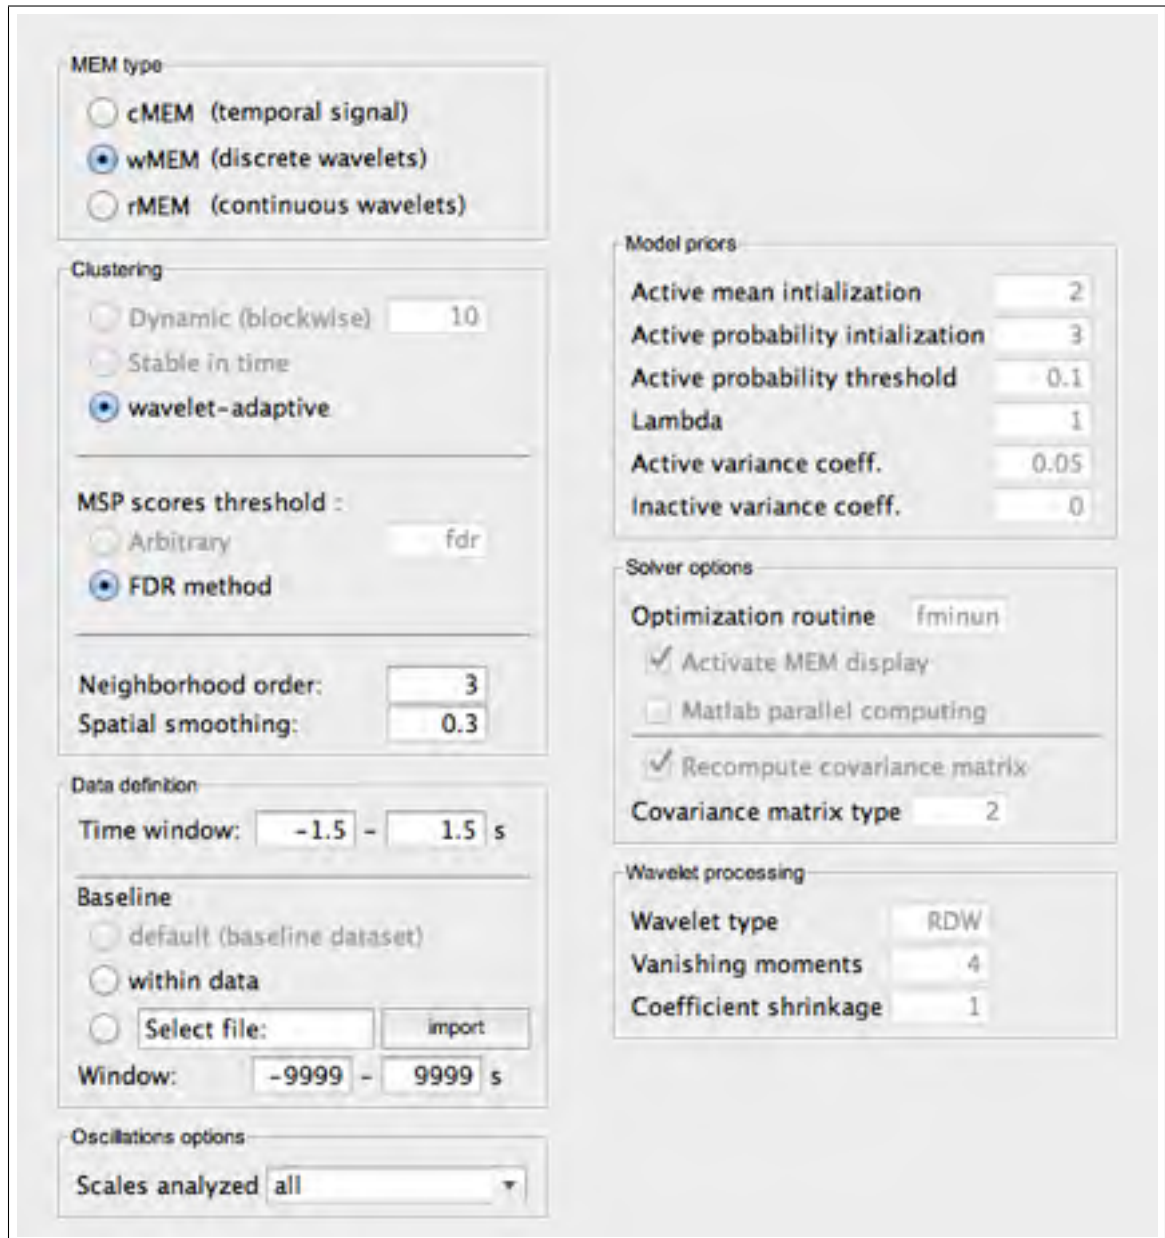 MEM type
cMEM (temporal signal)
wMEM (discrete wavelets)
rMEM (continuous wavelets)
Clustering
Dynamic (blockwise) 10
Stable in time
wavelet-adaptive
MSP scores threshold :
Arbitrary fdr
FDR method
Neighborhood order: 3
Spatial smoothing: 0.3
Data definition
Time window: -1.5 - 1.5 s
Baseline
default (baseline dataset)
within data
Select file: import
Window: -9999 - 9999 s
Oscillations options
Scales analyzed all
Model priors
Active mean intialization 2
Active probability intialization 3
Active probability threshold 0.1
Lambda 1
Active variance coeff. 0.05
Inactive variance coeff. 0
Solver options
Optimization routine fminun
Activate MEM display
Matlab parallel computing
Recompute covariance matrix
Covariance matrix type 2
Wavelet processing
Wavelet type RDW
Vanishing moments 4
Coefficient shrinkage 1